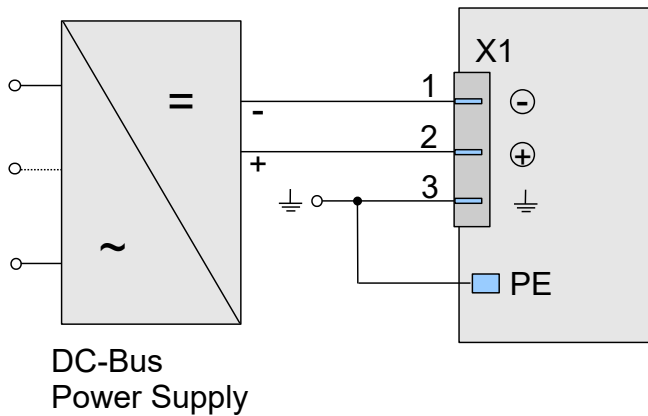 X1
=
1
-
-
2
+
+
3
~
PE
DC-Bus
Power Supply